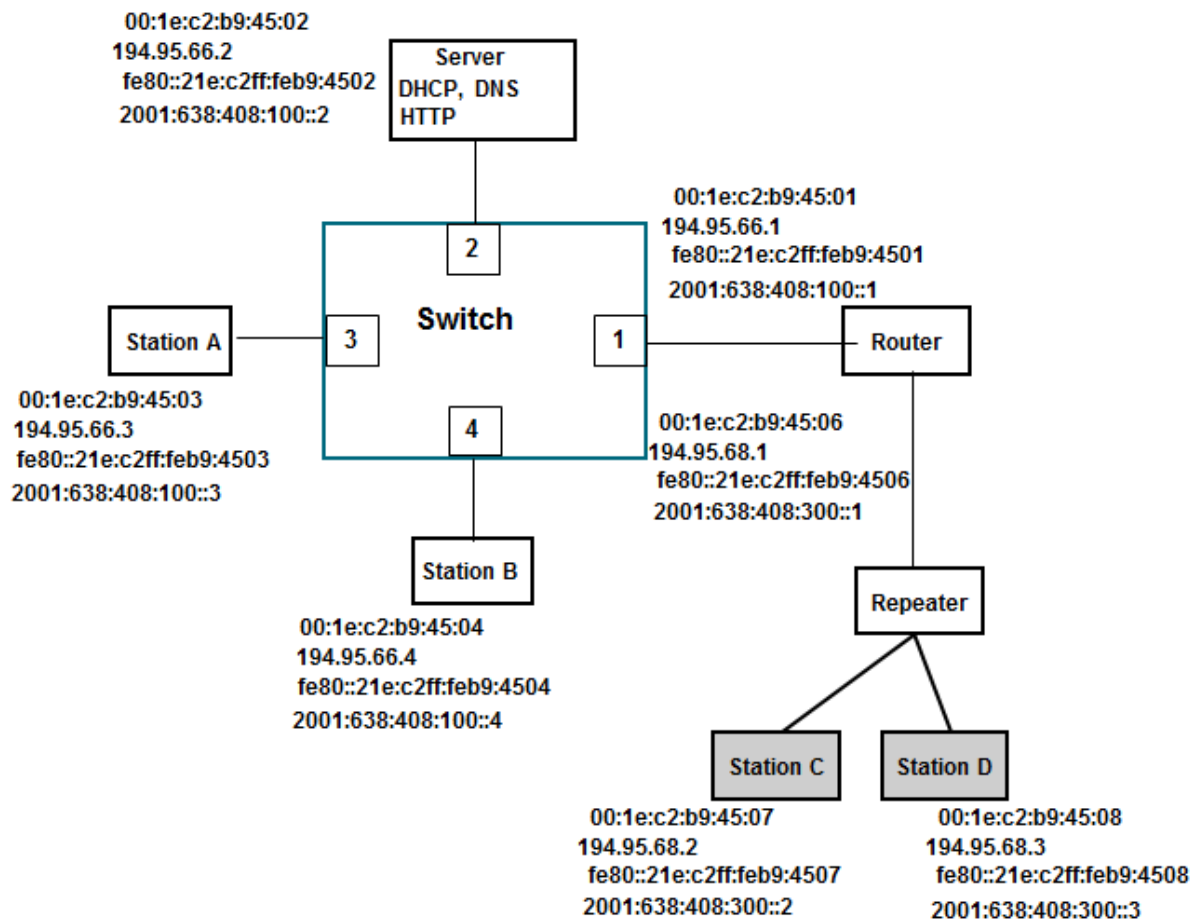 00:1e:c2:b9:45:02
194.95.66.2
fe80::21e:c2ff:feb9:4502
2001:638:408:100::2
Server
DHCP, DNS
HTTP
00:1e:c2:b9:45:01
194.95.66.1
fe80::21e:c2ff:feb9:4501
2001:638:408:100::1
2
Switch
3
1
4
Station A
Router
00:1e:c2:b9:45:03
194.95.66.3
fe80::21e:c2ff:feb9:4503
2001:638:408:100::3
00:1e:c2:b9:45:06
194.95.68.1
fe80::21e:c2ff:feb9:4506
2001:638:408:300::1
Station B
Repeater
00:1e:c2:b9:45:04
194.95.66.4
fe80::21e:c2ff:feb9:4504
2001:638:408:100::4
Station C
Station D
00:1e:c2:b9:45:07
194.95.68.2
fe80::21e:c2ff:feb9:4507
2001:638:408:300::2
00:1e:c2:b9:45:08
194.95.68.3
fe80::21e:c2ff:feb9:4508
2001:638:408:300::3